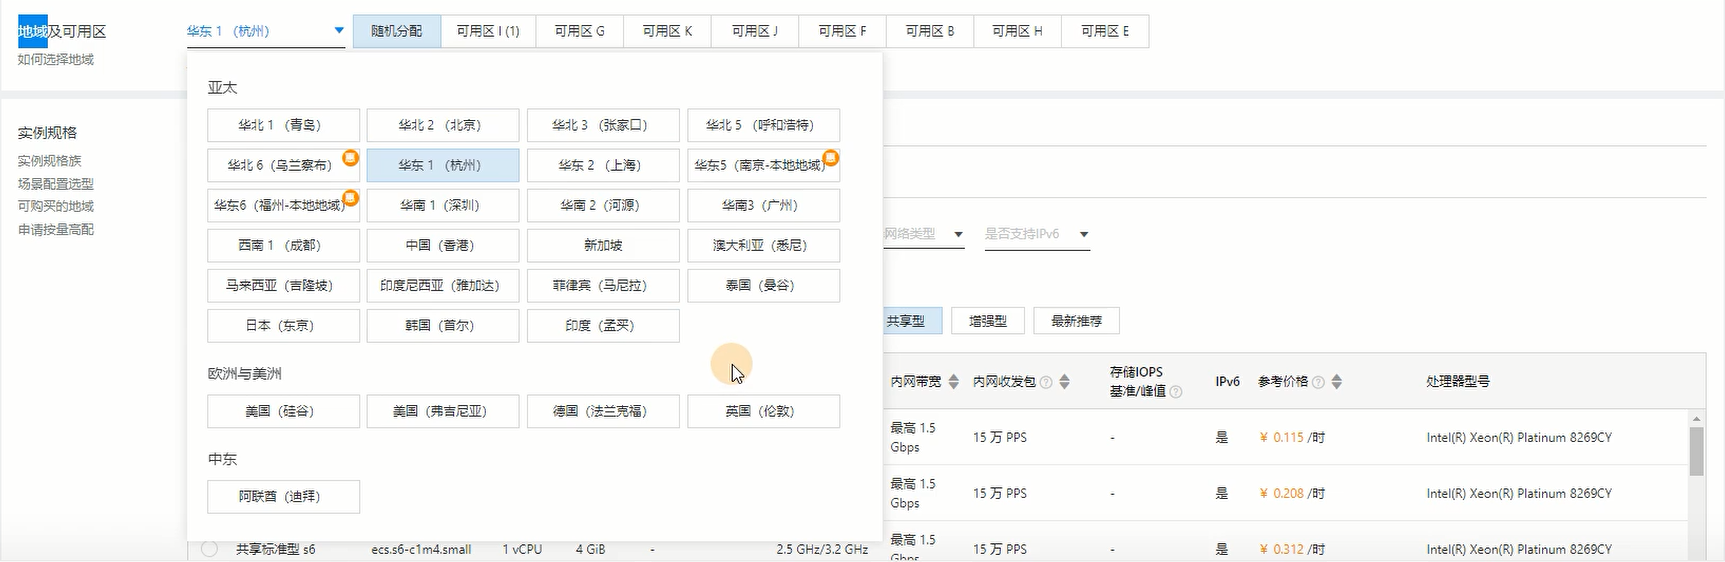 地域及可用区
华东 1 （杭州）
随机分配
可用区 I (1)
可用区 G
可用区 K
可用区 J
可用区 F
可用区 B
可用区 H
可用区 E
如何选择地域
亚太
华北 1 （青岛）
华北 2 （北京）
华北 3 （张家口）
华北 5 （呼和浩特）
华北 6（乌兰察布）
惠
华东 1 （杭州）
华东 2 （上海）
华东5（南京-本地地域）
惠
华东6（福州-本地地域）
惠
华南 1（深圳）
华南 2（河源）
华南3（广州）
西南 1 （成都）
中国（香港）
新加坡
澳大利亚（悉尼）
马来西亚（吉隆坡）
印度尼西亚（雅加达）
菲律宾（马尼拉）
泰国（曼谷）
日本（东京）
韩国（首尔）
印度（孟买）
欧洲与美洲
美国（硅谷）
美国（弗吉尼亚）
德国（法兰克福）
英国（伦敦）
中东
阿联酋（迪拜）
实例规格
实例规格族
场景配置选型
可购买的地域
申请按量高配
网络类型
是否支持IPv6
共享型
增强型
最新推荐
内网带宽
内网收发包
存储IOPS
基准/峰值
IPv6
参考价格
处理器型号
最高 1.5
Gbps
15 万 PPS
-
是
¥ 0.115 /时
Intel(R) Xeon(R) Platinum 8269CY
最高 1.5
Gbps
15 万 PPS
-
是
¥ 0.208 /时
Intel(R) Xeon(R) Platinum 8269CY
共享标准型 s6
ecs.s6-c1m4.small
1 vCPU
4 GiB
-
2.5 GHz/3.2 GHz
最高 1.5
Gbps
15 万 PPS
-
是
¥ 0.312 /时
Intel(R) Xeon(R) Platinum 8269CY